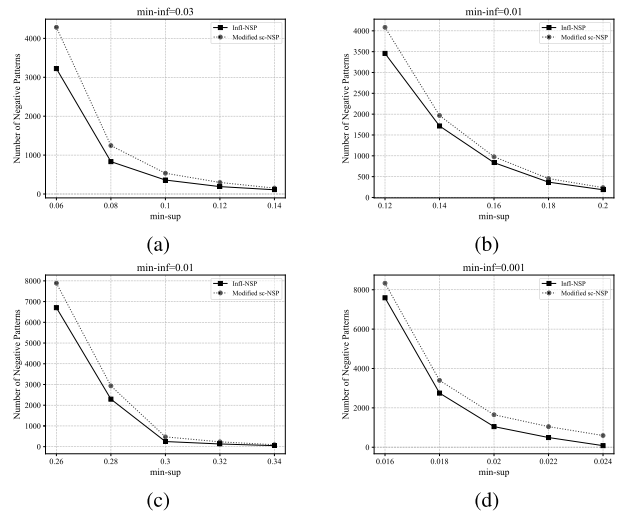 min-inf=0.03
Infl-NSP
Modified sc-NSP
Number of Negative Patterns
4000
3000
2000
1000
0
0.06 0.08 0.1 0.12 0.14
min-sup
(a)
min-inf=0.01
Infl-NSP
Modified sc-NSP
Number of Negative Patterns
4000
3500
3000
2500
2000
1500
1000
500
0
0.12 0.14 0.16 0.18 0.2
min-sup
(b)
min-inf=0.01
Infl-NSP
Modified sc-NSP
Number of Negative Patterns
8000
7000
6000
5000
4000
3000
2000
1000
0
0.26 0.28 0.3 0.32 0.34
min-sup
(c)
min-inf=0.001
Infl-NSP
Modified sc-NSP
Number of Negative Patterns
8000
6000
4000
2000
0
0.016 0.018 0.02 0.022 0.024
min-sup
(d)